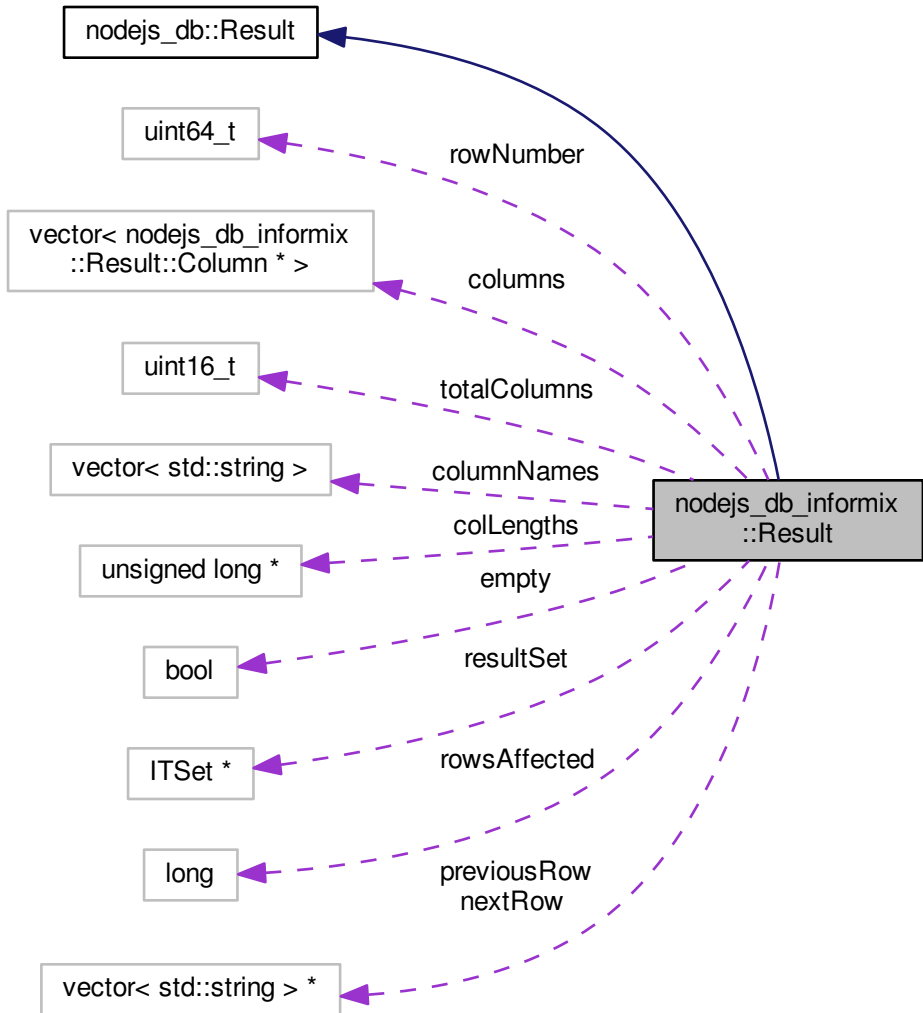 nodejs_db::Result
uint64_t
rowNumber
vector< nodejs_db_informix
::Result::Column * >
columns
uint16_t
totalColumns
vector< std::string >
columnNames
nodejs_db_informix
::Result
colLengths
unsigned long *
empty
bool
resultSet
ITSet *
rowsAffected
long
previousRow
nextRow
vector< std::string > *